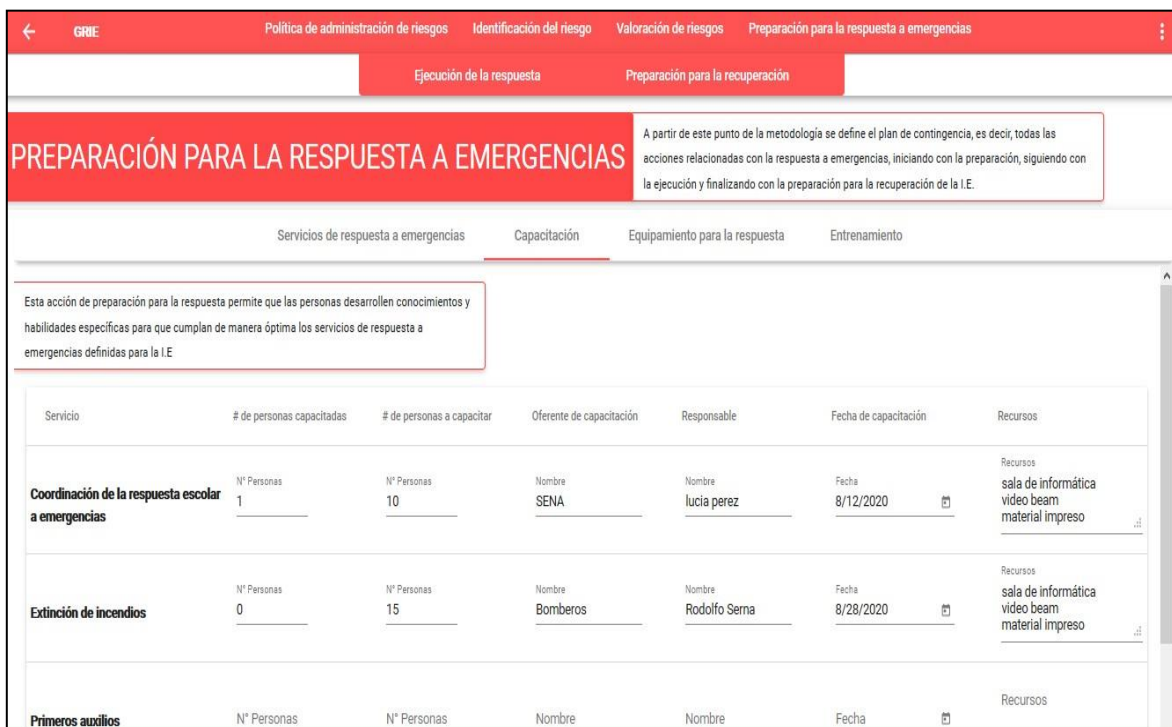 GRIE
Política de administración de riesgos
Identificación del riesgo
Valoración de riesgos
Preparación para la respuesta a emergencias
Ejecución de la respuesta
Preparación para la recuperación
PREPARACIÓN PARA LA RESPUESTA A EMERGENCIAS
A partir de este punto de la metodología se define el plan de contingencia, es decir, todas las
acciones relacionadas con la respuesta a emergencias, iniciando con la preparación, siguiendo con
la ejecución y finalizando con la preparación para la recuperación de la I.E.
Servicios de respuesta a emergencias
Capacitación
Equipamiento para la respuesta
Entrenamiento
Esta acción de preparación para la respuesta permite que las personas desarrollen conocimientos y
habilidades específicas para que cumplan de manera óptima los servicios de respuesta a
emergencias definidas para la I.E
Servicio
# de personas capacitadas
# de personas a capacitar
Oferente de capacitación
Responsable
Fecha de capacitación
Recursos
Coordinación de la respuesta escolar
a emergencias
N° Personas
1
N° Personas
10
Nombre
SENA
Nombre
lucia perez
Fecha
8/12/2020
Recursos
sala de informática
video beam
material impreso
Extinción de incendios
N° Personas
0
N° Personas
15
Nombre
Bomberos
Nombre
Rodolfo Serna
Fecha
8/28/2020
Recursos
sala de informática
video beam
material impreso
Primeros auxilios
N° Personas
N° Personas
Nombre
Nombre
Fecha
Recursos